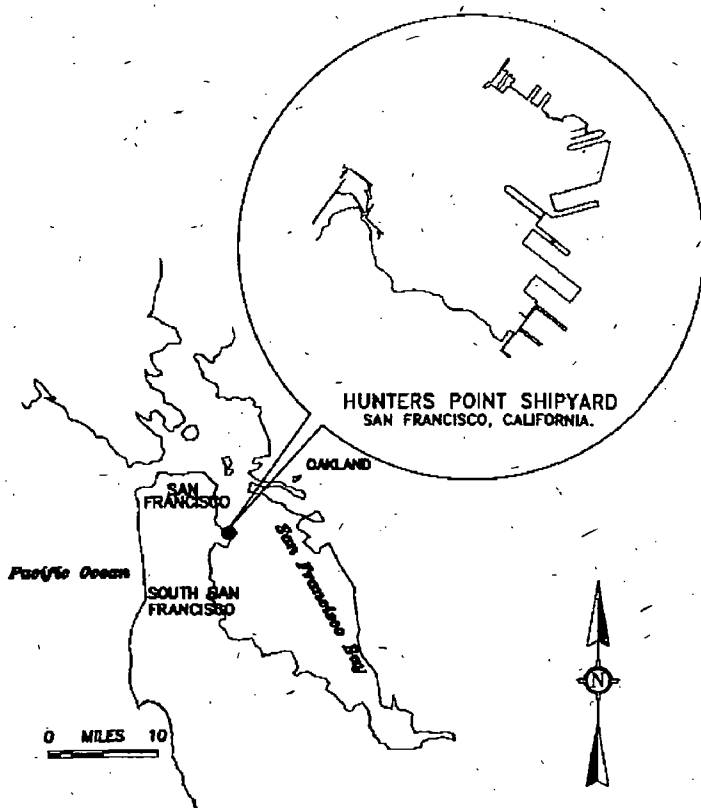 HUNTERS POINT SHIPYARD
SAN FRANCISCO, CALIFORNIA.
OAKLAND
SAN
FRANCISCO
Pacific Ocean
San Francisco Bay
SOUTH SAN
FRANCISCO
N
0 MILES 10